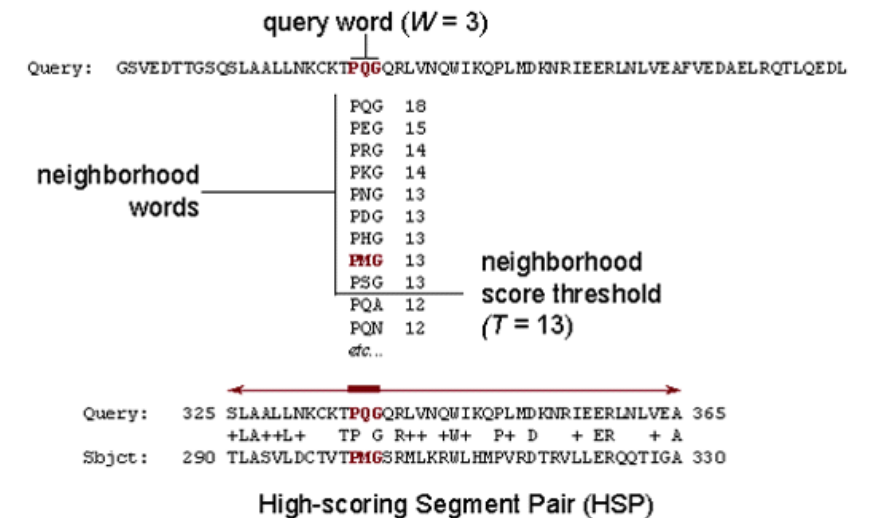 query word (W = 3)
Query: GSVEDTTGSQSLAALLNKCKTPQGQRLVNQWIKQPLMDKNRIEERLNLVEAFVEDAELRQTLQEDL
PQG 18
PEG 15
PRG 14
PKG 14
PNG 13
PDG 13
PHG 13
PMG 13
PSG 13
PQA 12
PQN 12
etc...
neighborhood
words
neighborhood
score threshold
(T = 13)
Query: 325 SLAALLNKCKTPQGQRLVNQWIKQPLMDKNRIEERLNLVEA 365
+LA++L+ TP G R++ +W+ P+ D + ER + A
Sbjct: 290 TLASVLDCTVTPMGSRMLKRWLHMPVRDTRVLLERQQTIGA 330
High-scoring Segment Pair (HSP)